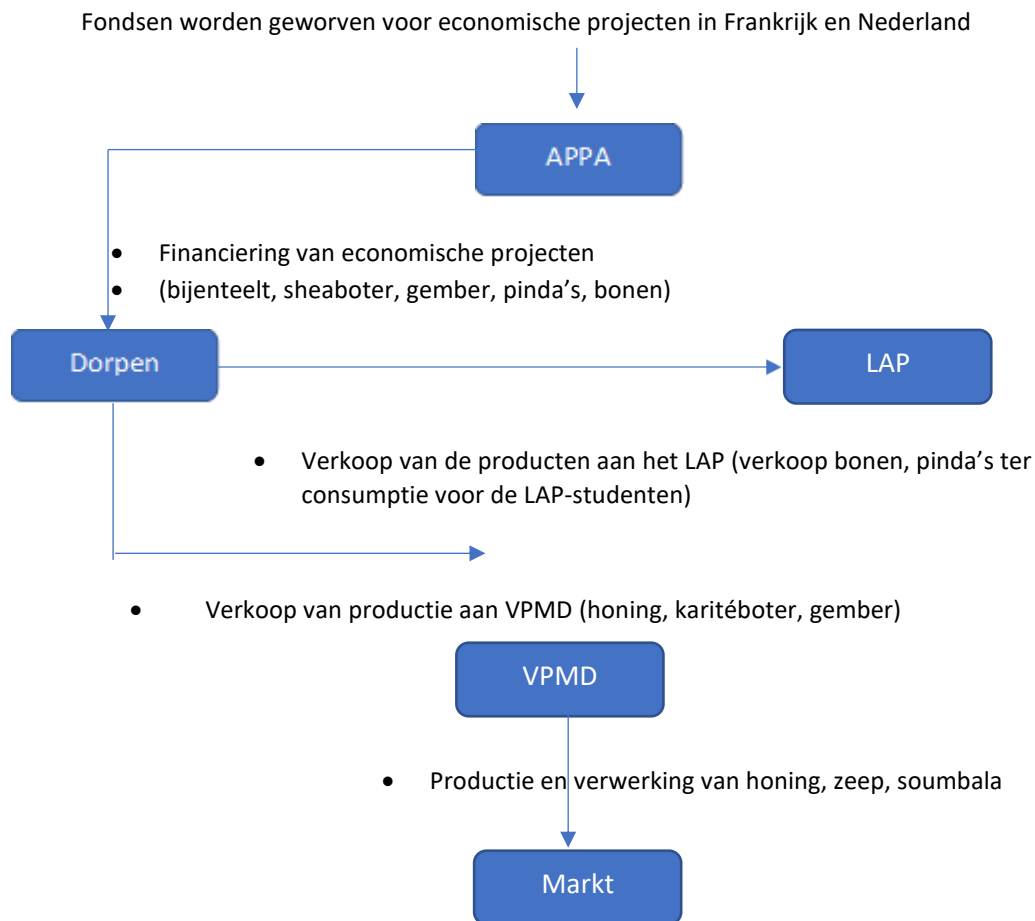 Fondsen worden geworven voor economische projecten in Frankrijk en Nederland
APPA
• Financiering van economische projecten
• (bijenteelt, sheaboter, gember, pinda’s, bonen)
Dorpen
LAP
• Verkoop van de producten aan het LAP (verkoop bonen, pinda’s ter
consumptie voor de LAP-studenten)
• Verkoop van productie aan VPMD (honing, karitéboter, gember)
VPMD
• Productie en verwerking van honing, zeep, soumbala
Markt